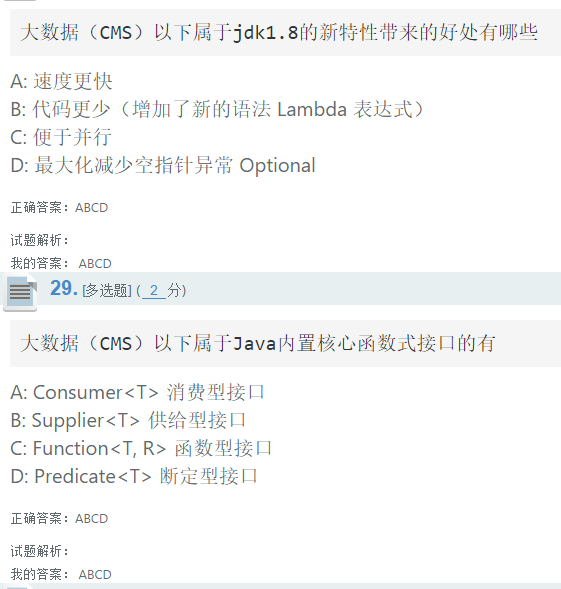 大数据（CMS）以下属于jdk1.8的新特性带来的好处有哪些
A: 速度更快
B: 代码更少（增加了新的语法 Lambda 表达式）
C: 便于并行
D: 最大化减少空指针异常 Optional
正确答案：ABCD
试题解析：
我的答案： ABCD
29. [多选题] ( 2 分)
大数据（CMS）以下属于Java内置核心函数式接口的有
A: Consumer<T> 消费型接口
B: Supplier<T> 供给型接口
C: Function<T, R> 函数型接口
D: Predicate<T> 断定型接口
正确答案：ABCD
试题解析：
我的答案： ABCD